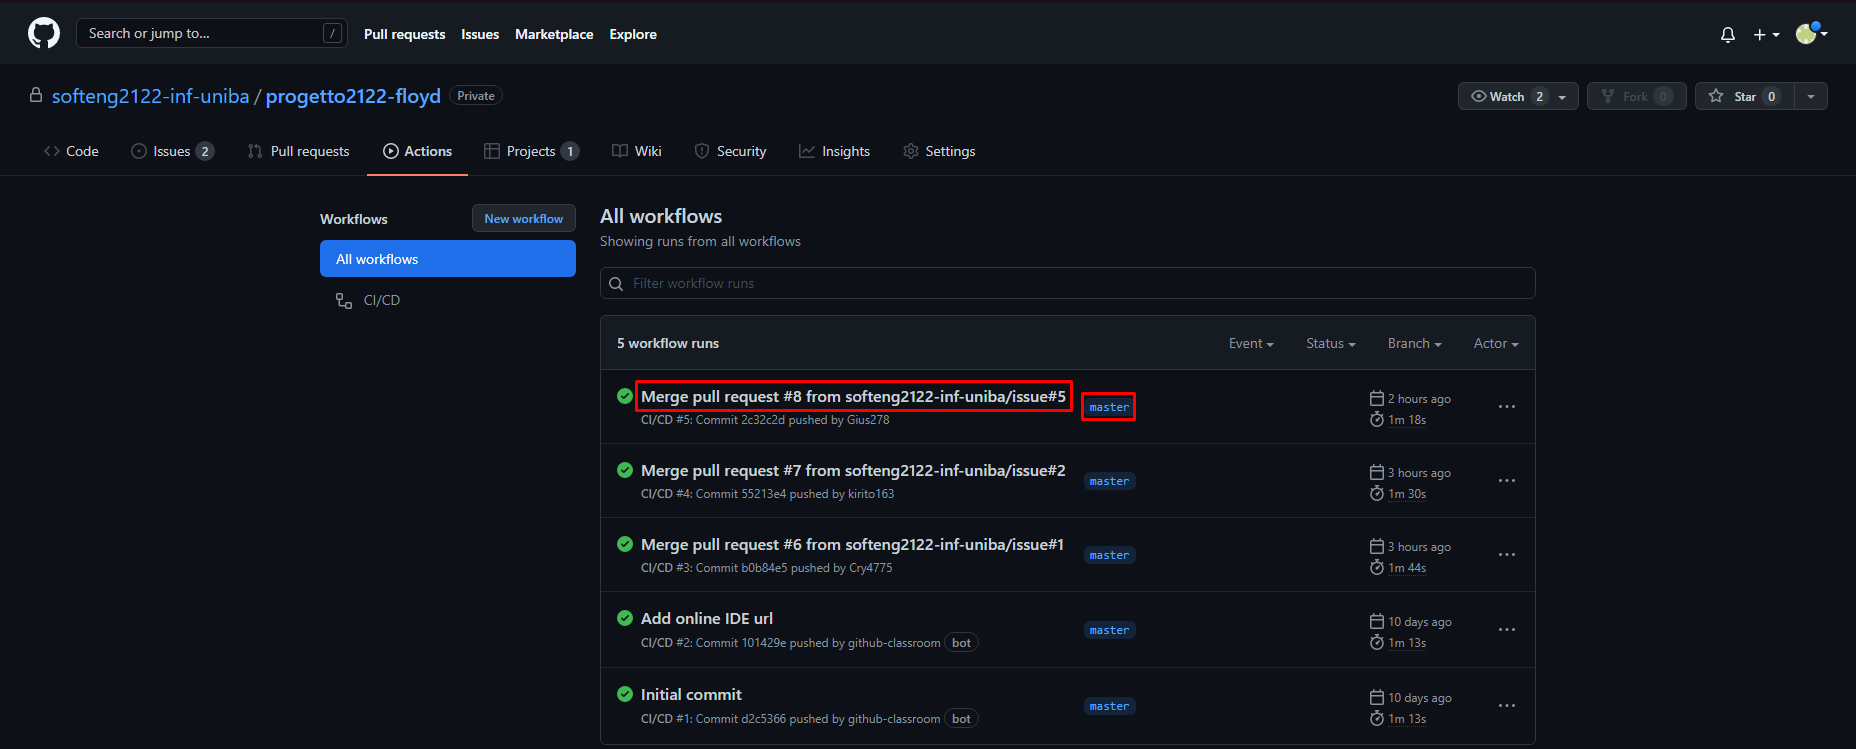 Search or jump to... /
Pull requests Issues Marketplace Explore
softeng2122-inf-uniba / progetto2122-floyd Private
Watch 2 Fork 0 Star 0
Code Issues 2 Pull requests Actions Projects 1 Wiki Security Insights Settings
Workflows New workflow
All workflows
CI/CD
All workflows
Showing runs from all workflows
Filter workflow runs
5 workflow runs Event Status Branch Actor
Merge pull request #8 from softeng2122-inf-uniba/issue#5 master 2 hours ago
CI/CD #5: Commit 2c32c2d pushed by Gius278 1m 18s
Merge pull request #7 from softeng2122-inf-uniba/issue#2 master 3 hours ago
CI/CD #4: Commit 55213e4 pushed by kirito163 1m 30s
Merge pull request #6 from softeng2122-inf-uniba/issue#1 master 3 hours ago
CI/CD #3: Commit b0b84e5 pushed by Cry4775 1m 44s
Add online IDE url master 10 days ago
CI/CD #2: Commit 101429e pushed by github-classroom bot 1m 13s
Initial commit master 10 days ago
CI/CD #1: Commit d2c5366 pushed by github-classroom bot 1m 13s